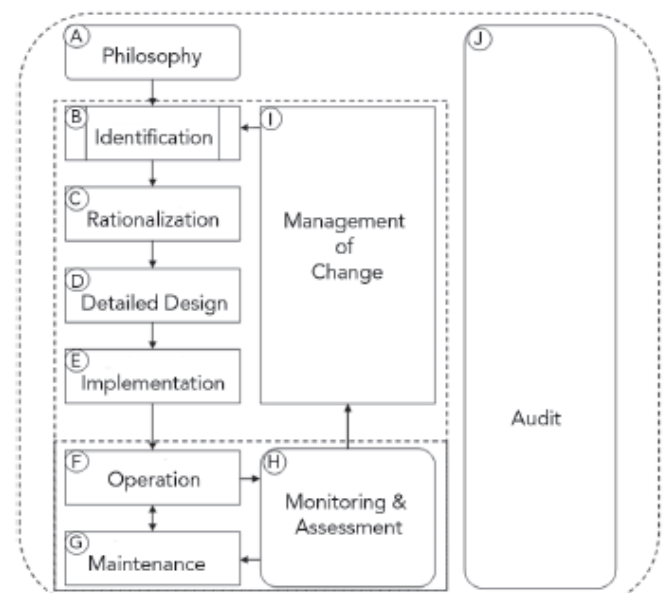 A
Philosophy
B
Identification
C
Rationalization
D
Detailed Design
E
Implementation
F
Operation
G
Maintenance
H
Monitoring &
Assessment
I
Management
of
Change
J
Audit